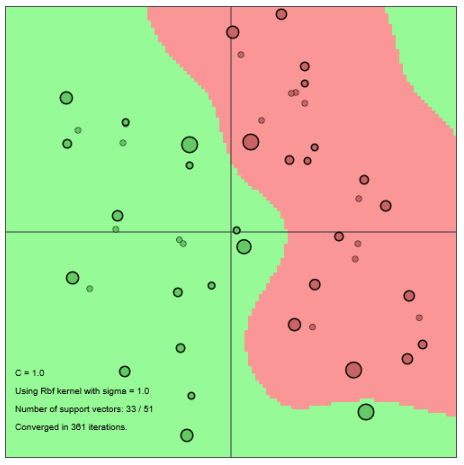 C = 1.0
Using Rbf kernel with sigma = 1.0
Number of support vectors: 33 / 51
Converged in 361 iterations.